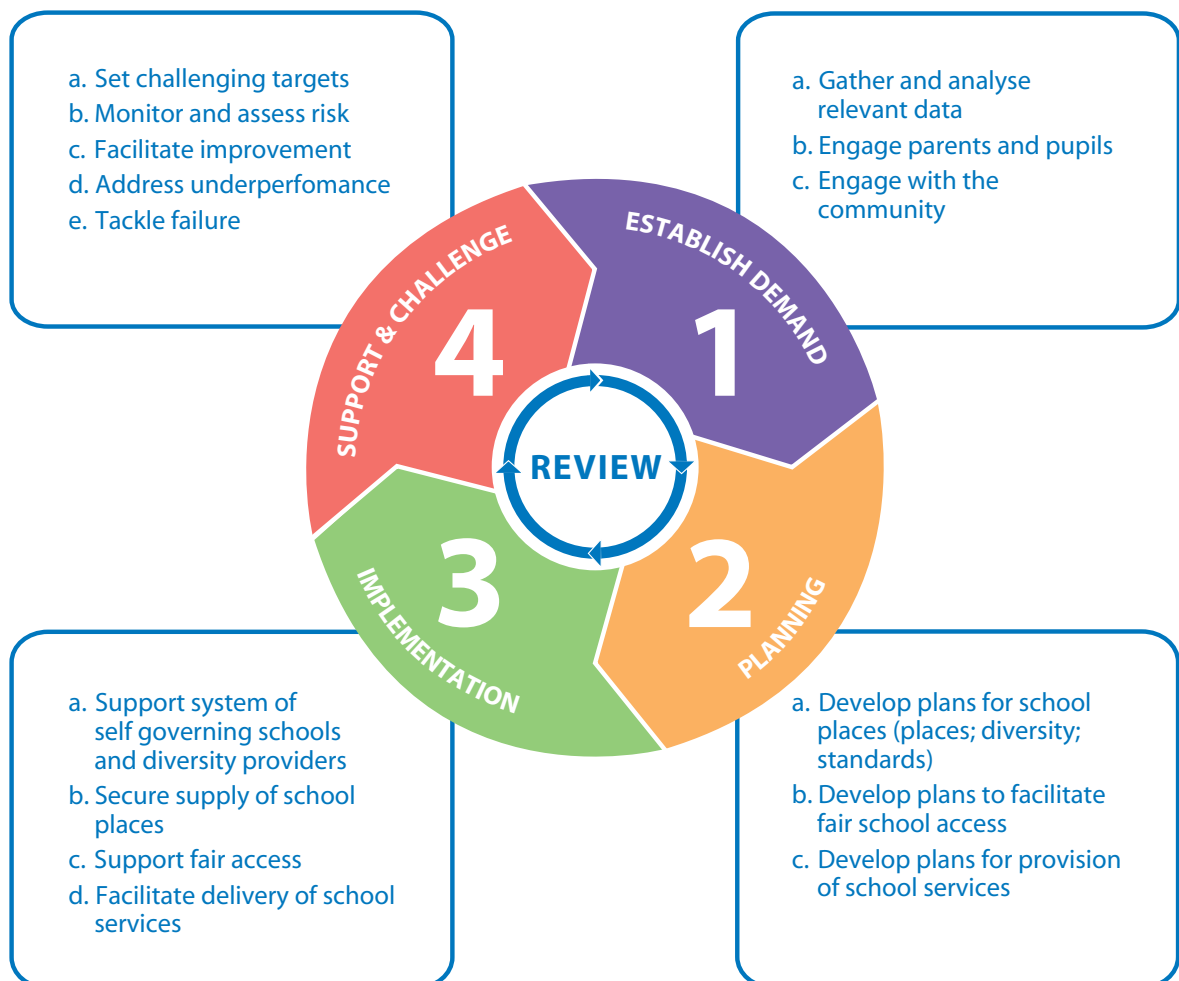 a. Set challenging targets
b. Monitor and assess risk
c. Facilitate improvement
d. Address underperfomance
e. Tackle failure
a. Gather and analyse
relevant data
b. Engage parents and pupils
c. Engage with the
community
SUPPORT & CHALLENGE
4
ESTABLISH DEMAND
1
REVIEW
IMPLEMENTATION
3
PLANNING
2
a. Support system of
self governing schools
and diversity providers
b. Secure supply of school
places
c. Support fair access
d. Facilitate delivery of school
services
a. Develop plans for school
places (places; diversity;
standards)
b. Develop plans to facilitate
fair school access
c. Develop plans for provision
of school services